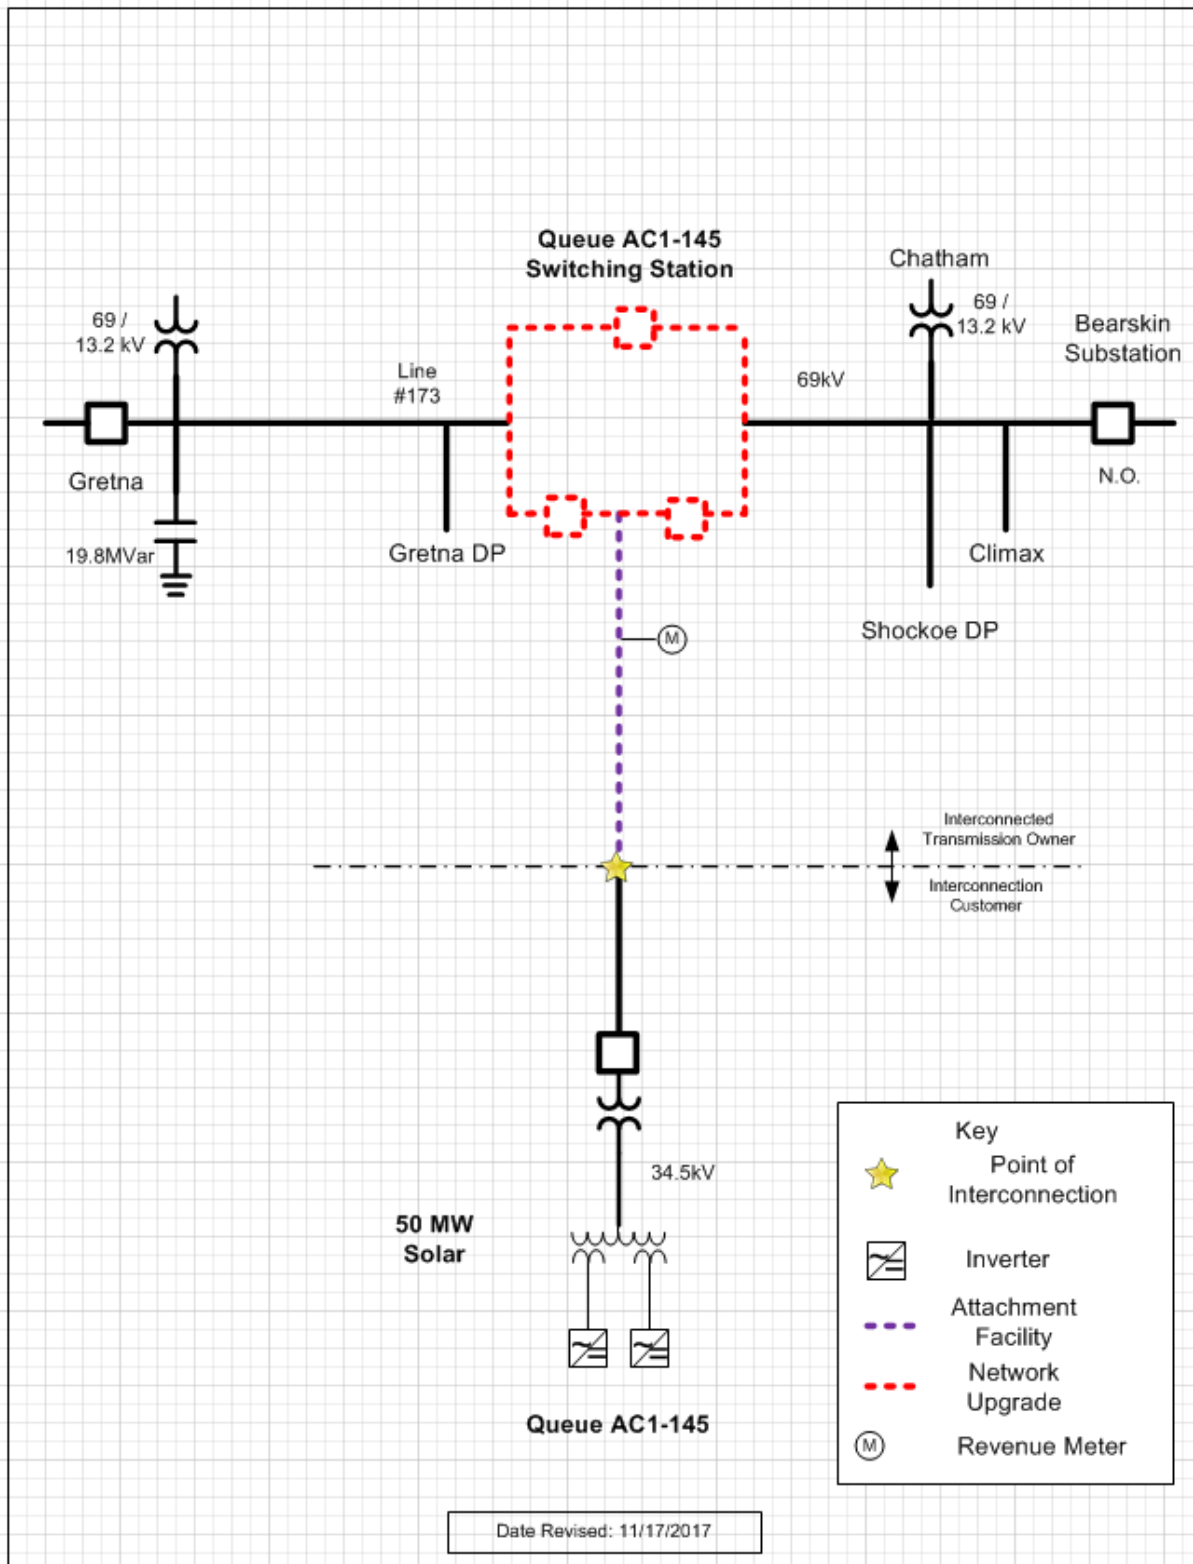 Queue AC1-145
Switching Station
Chatham
69 /
13.2 kV
69 /
13.2 kV
Bearskin
Substation
Line
#173
69kV
Gretna
N.O.
19.8MVar
Gretna DP
Climax
Shockoe DP
M
Interconnected
Transmission Owner
Interconnection
Customer
34.5kV
50 MW
Solar
Queue AC1-145
Key
Point of
Interconnection
Inverter
Attachment
Facility
Network
Upgrade
M
Revenue Meter
Date Revised: 11/17/2017